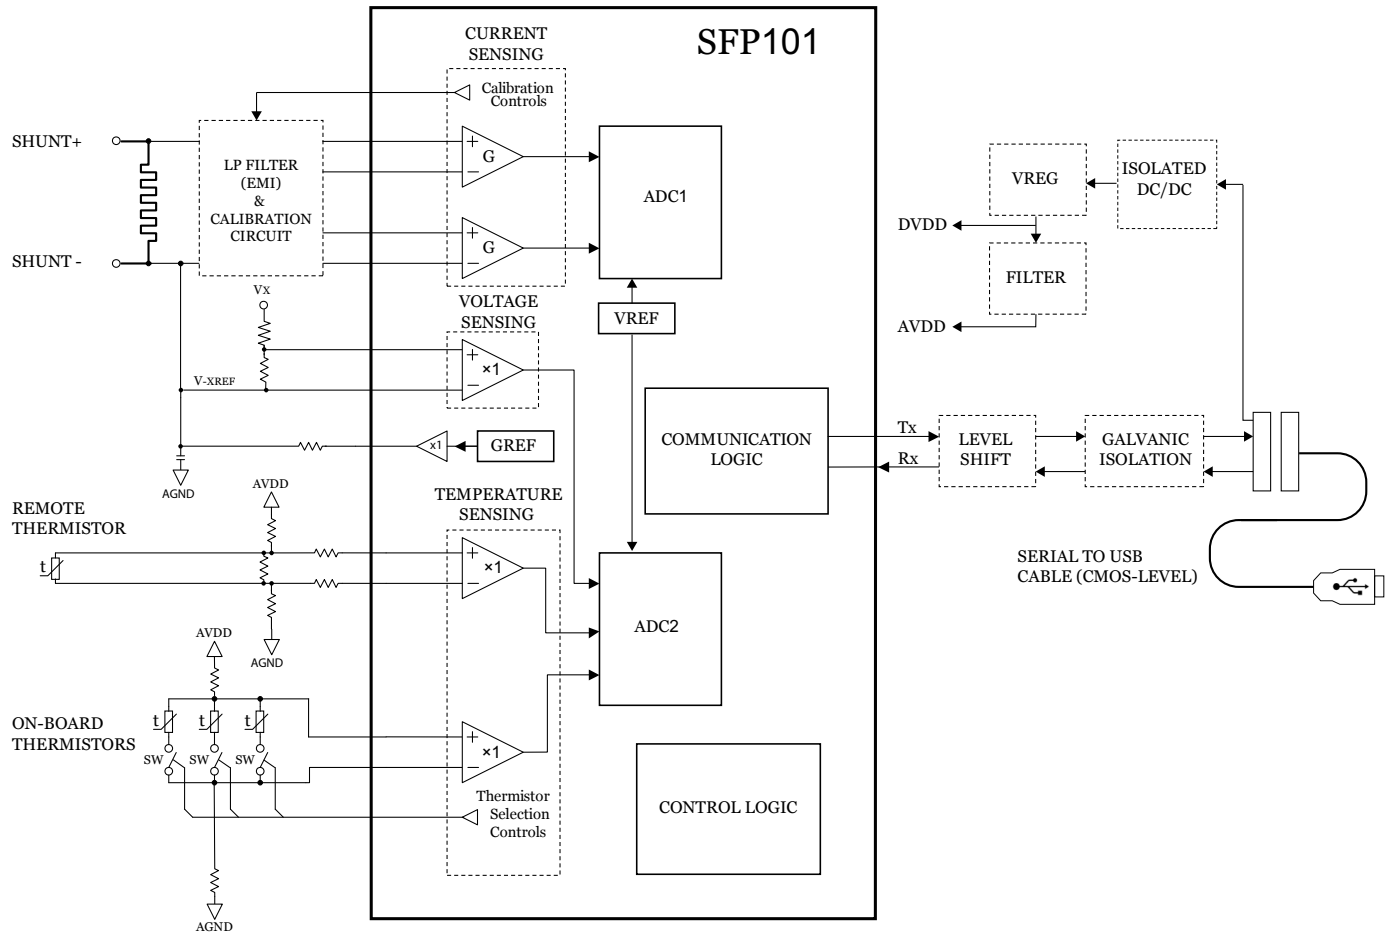 CURRENT
SENSING
SFP101
Calibration
Controls
SHUNT+
LP FILTER
(EMI)
&
CALIBRATION
CIRCUIT
+
G
−
ADC1
ISOLATED
DC/DC
VREG
+
G
−
DVDD
SHUNT -
FILTER
Vx
VOLTAGE
SENSING
VREF
AVDD
+
×1
−
V-XREF
COMMUNICATION
LOGIC
Tx
Rx
LEVEL
SHIFT
GALVANIC
ISOLATION
x1
GREF
AGND
AVDD
TEMPERATURE
SENSING
REMOTE
THERMISTOR
t
+
×1
−
SERIAL TO USB
CABLE (CMOS-LEVEL)
ADC2
AVDD
AGND
ON-BOARD
THERMISTORS
t
t
t
SW
SW
SW
+
×1
−
Thermistor
Selection
Controls
CONTROL LOGIC
AGND